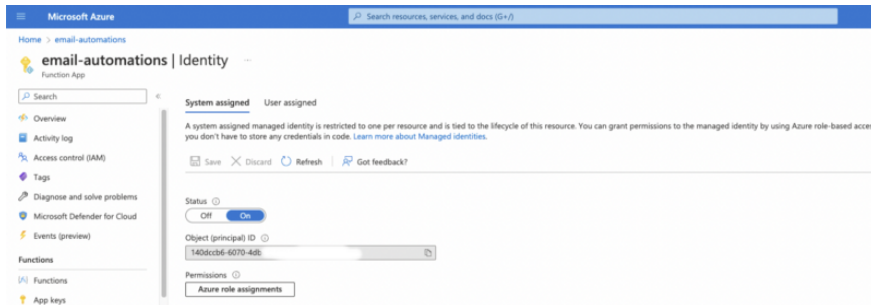 Microsoft Azure
Search resources, services, and docs (G+/)
Home > email-automations
email-automations | Identity ...
Function App
Search
«
System assigned User assigned
Overview
Activity log
Access control (IAM)
Tags
Diagnose and solve problems
Microsoft Defender for Cloud
Events (preview)
Functions
Functions
App keys
A system assigned managed identity is restricted to one per resource and is tied to the lifecycle of this resource. You can grant permissions to the managed identity by using Azure role-based acce
you don't have to store any credentials in code. Learn more about Managed identities.
Save Discard Refresh Got feedback?
Status
Off On
Object (principal) ID
140dccb6-6070-4db
Permissions
Azure role assignments